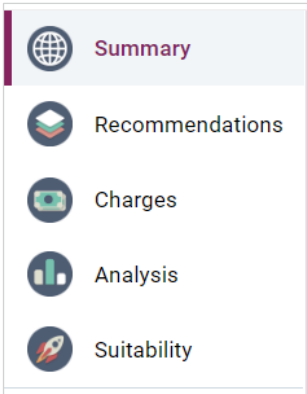 Summary
Recommendations
Charges
Analysis
Suitability